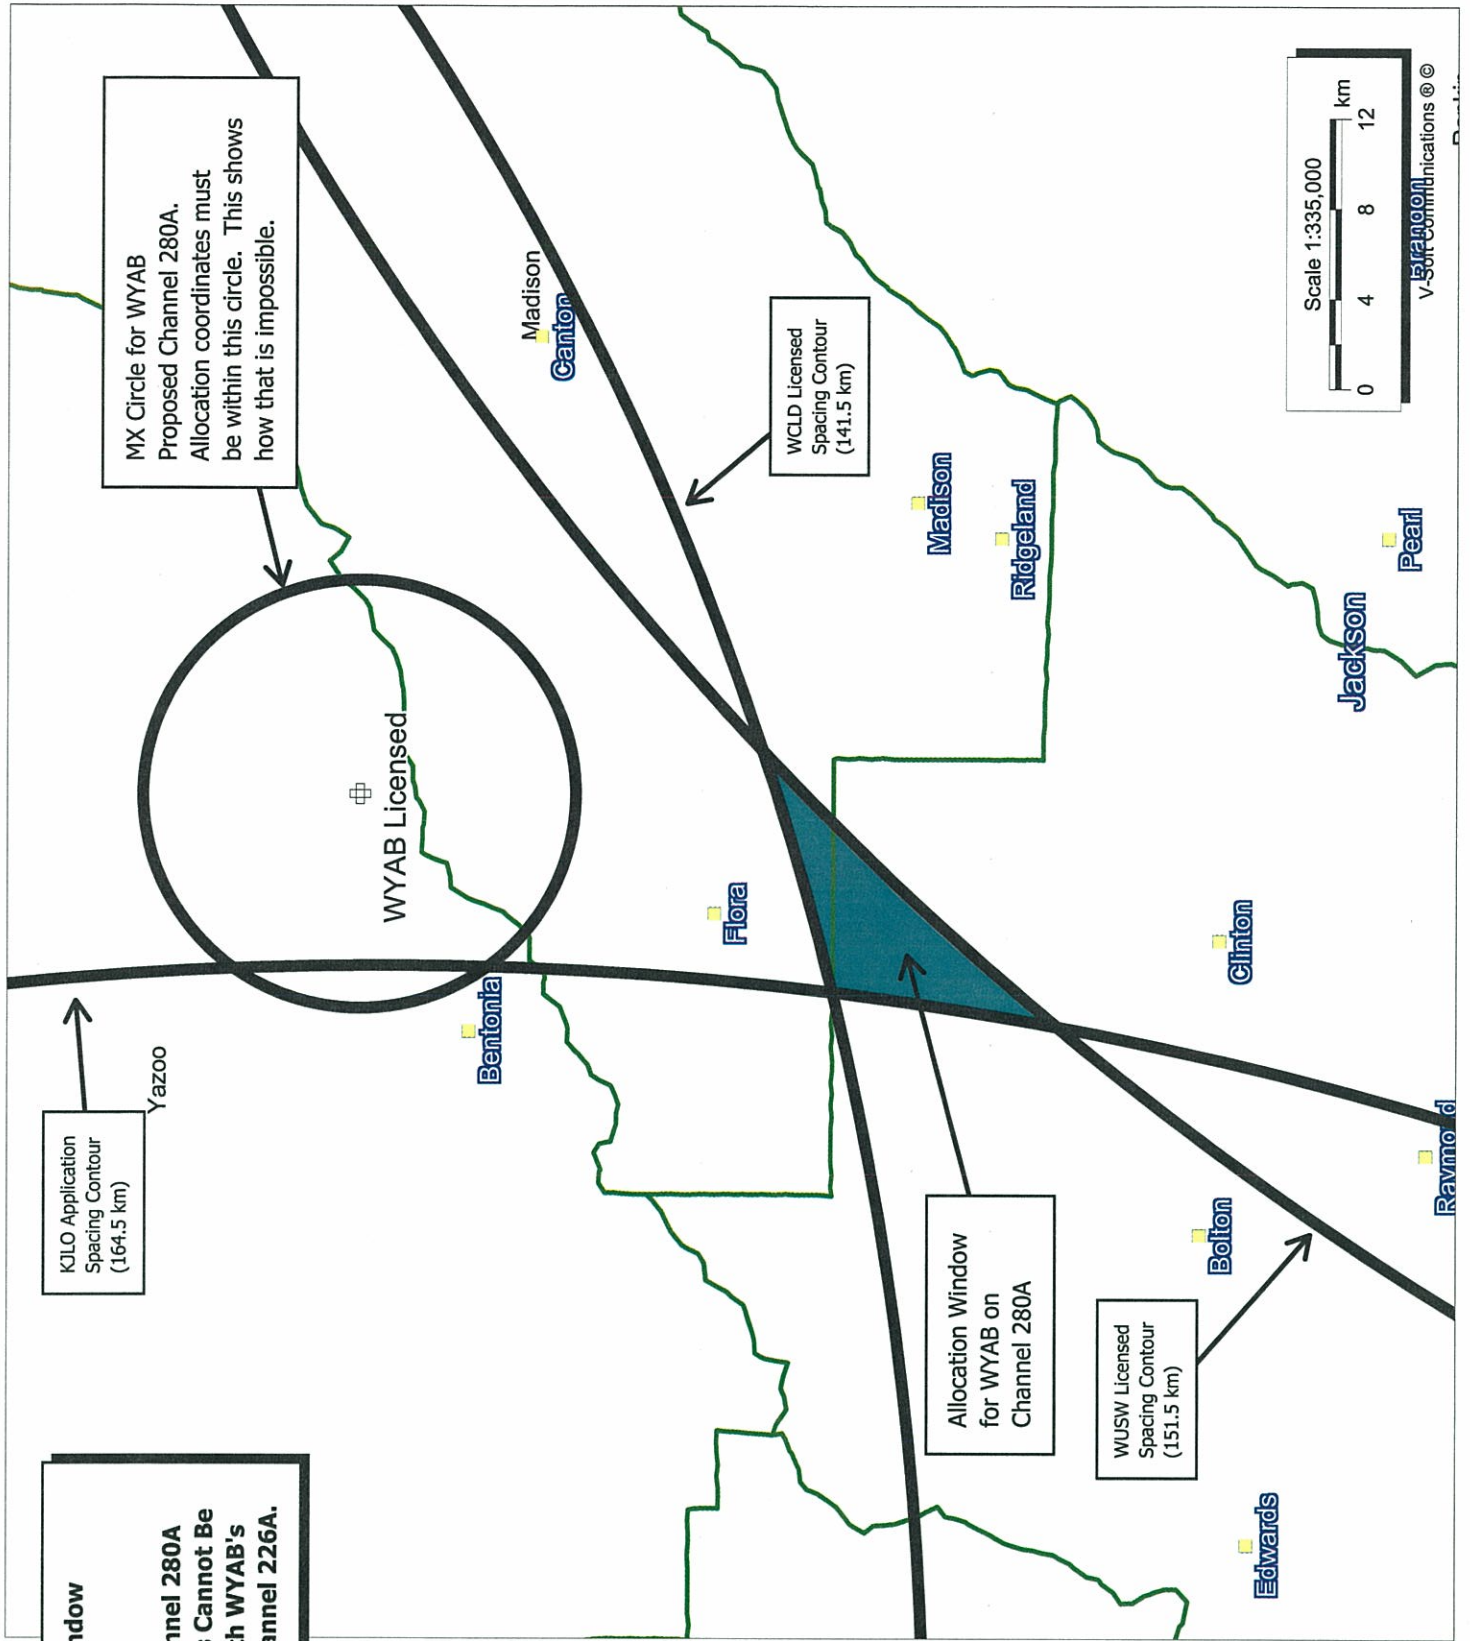 ndow
nnel 280A
s Cannot Be
th WYAB's
annel 226A.
KJLO Application
Spacing Contour
(164.5 km)
Yazoo
MX Circle for WYAB
Proposed Channel 280A.
Allocation coordinates must
be within this circle. This shows
how that is impossible.
WYAB Licensed
Bentonia
Madison
Canton
Flora
WCLD Licensed
Spacing Contour
(141.5 km)
Madison
Ridgeland
Allocation Window
for WYAB on
Channel 280A
WUSW Licensed
Spacing Contour
(151.5 km)
Bolton
Clinton
Edwards
Jackson
Pearl
Raymond
Scale 1:335,000
km
0 4 8 12
Brandon
V-Soft Communications ® ©